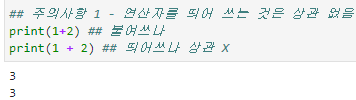 ## 주의사항 1 - 연산자를 띄어 쓰는 것은 상관 없음
print(1+2) ## 붙여쓰나
print(1 + 2) ## 띄어쓰나 상관 X
3
3